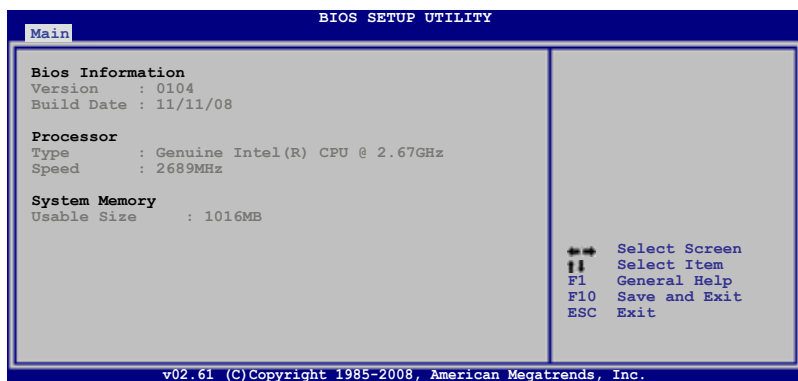 BIOS SETUP UTILITY
Main
Bios Information
Version : 0104
Build Date : 11/11/08
Processor
Type : Genuine Intel(R) CPU @ 2.67GHz
Speed : 2689MHz
System Memory
Usable Size : 1016MB
←→ Select Screen
↑↓ Select Item
F1 General Help
F10 Save and Exit
ESC Exit
v02.61 (C)Copyright 1985-2008, American Megatrends, Inc.